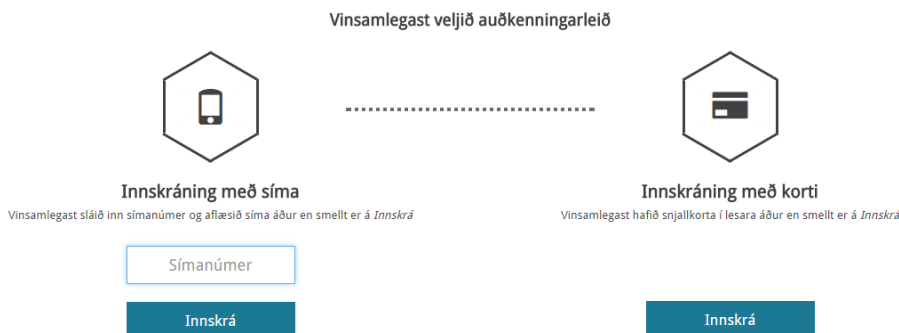 Vinsamlegast veljið auðkenningarleið
Innskráning með síma
Vinsamlegast sláið inn símanúmer og aflæsið síma áður en smellt er á Innskrá
Símanúmer
Innskrá
Innskráning með korti
Vinsamlegast hafið snjallkorta í lesara áður en smellt er á Innskrá
Innskrá